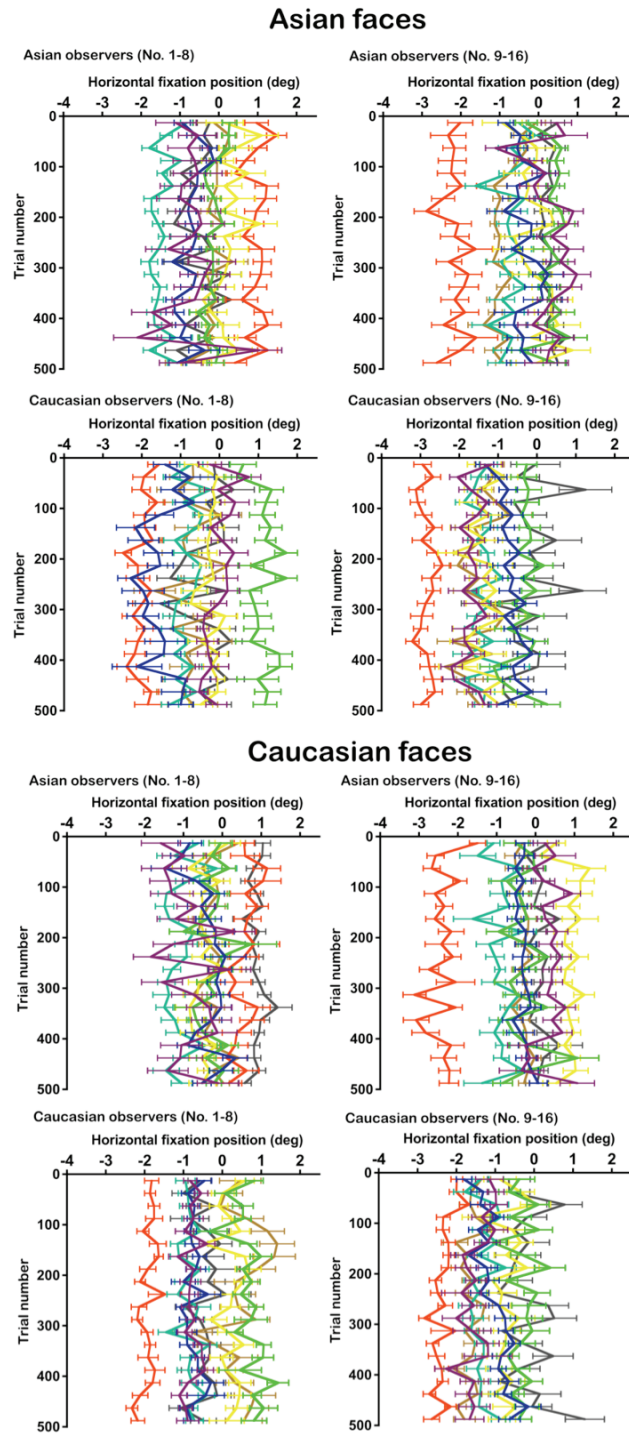 Asian faces
Asian observers (No. 1-8)
Horizontal fixation position (deg)
-4 -3 -2 -1 0 1 2
0
100
200
300
400
500
Trial number
Asian observers (No. 9-16)
Horizontal fixation position (deg)
-4 -3 -2 -1 0 1 2
0
100
200
300
400
500
Trial number
Caucasian observers (No. 1-8)
Horizontal fixation position (deg)
-4 -3 -2 -1 0 1 2
0
100
200
300
400
500
Trial number
Caucasian observers (No. 9-16)
Horizontal fixation position (deg)
-4 -3 -2 -1 0 1 2
0
100
200
300
400
500
Trial number
Caucasian faces
Asian observers (No. 1-8)
Horizontal fixation position (deg)
-4 -3 -2 -1 0 1 2
0
100
200
300
400
500
Trial number
Asian observers (No. 9-16)
Horizontal fixation position (deg)
-4 -3 -2 -1 0 1 2
0
100
200
300
400
500
Trial number
Caucasian observers (No. 1-8)
Horizontal fixation position (deg)
-4 -3 -2 -1 0 1 2
0
100
200
300
400
500
Trial number
Caucasian observers (No. 9-16)
Horizontal fixation position (deg)
-4 -3 -2 -1 0 1 2
0
100
200
300
400
500
Trial number